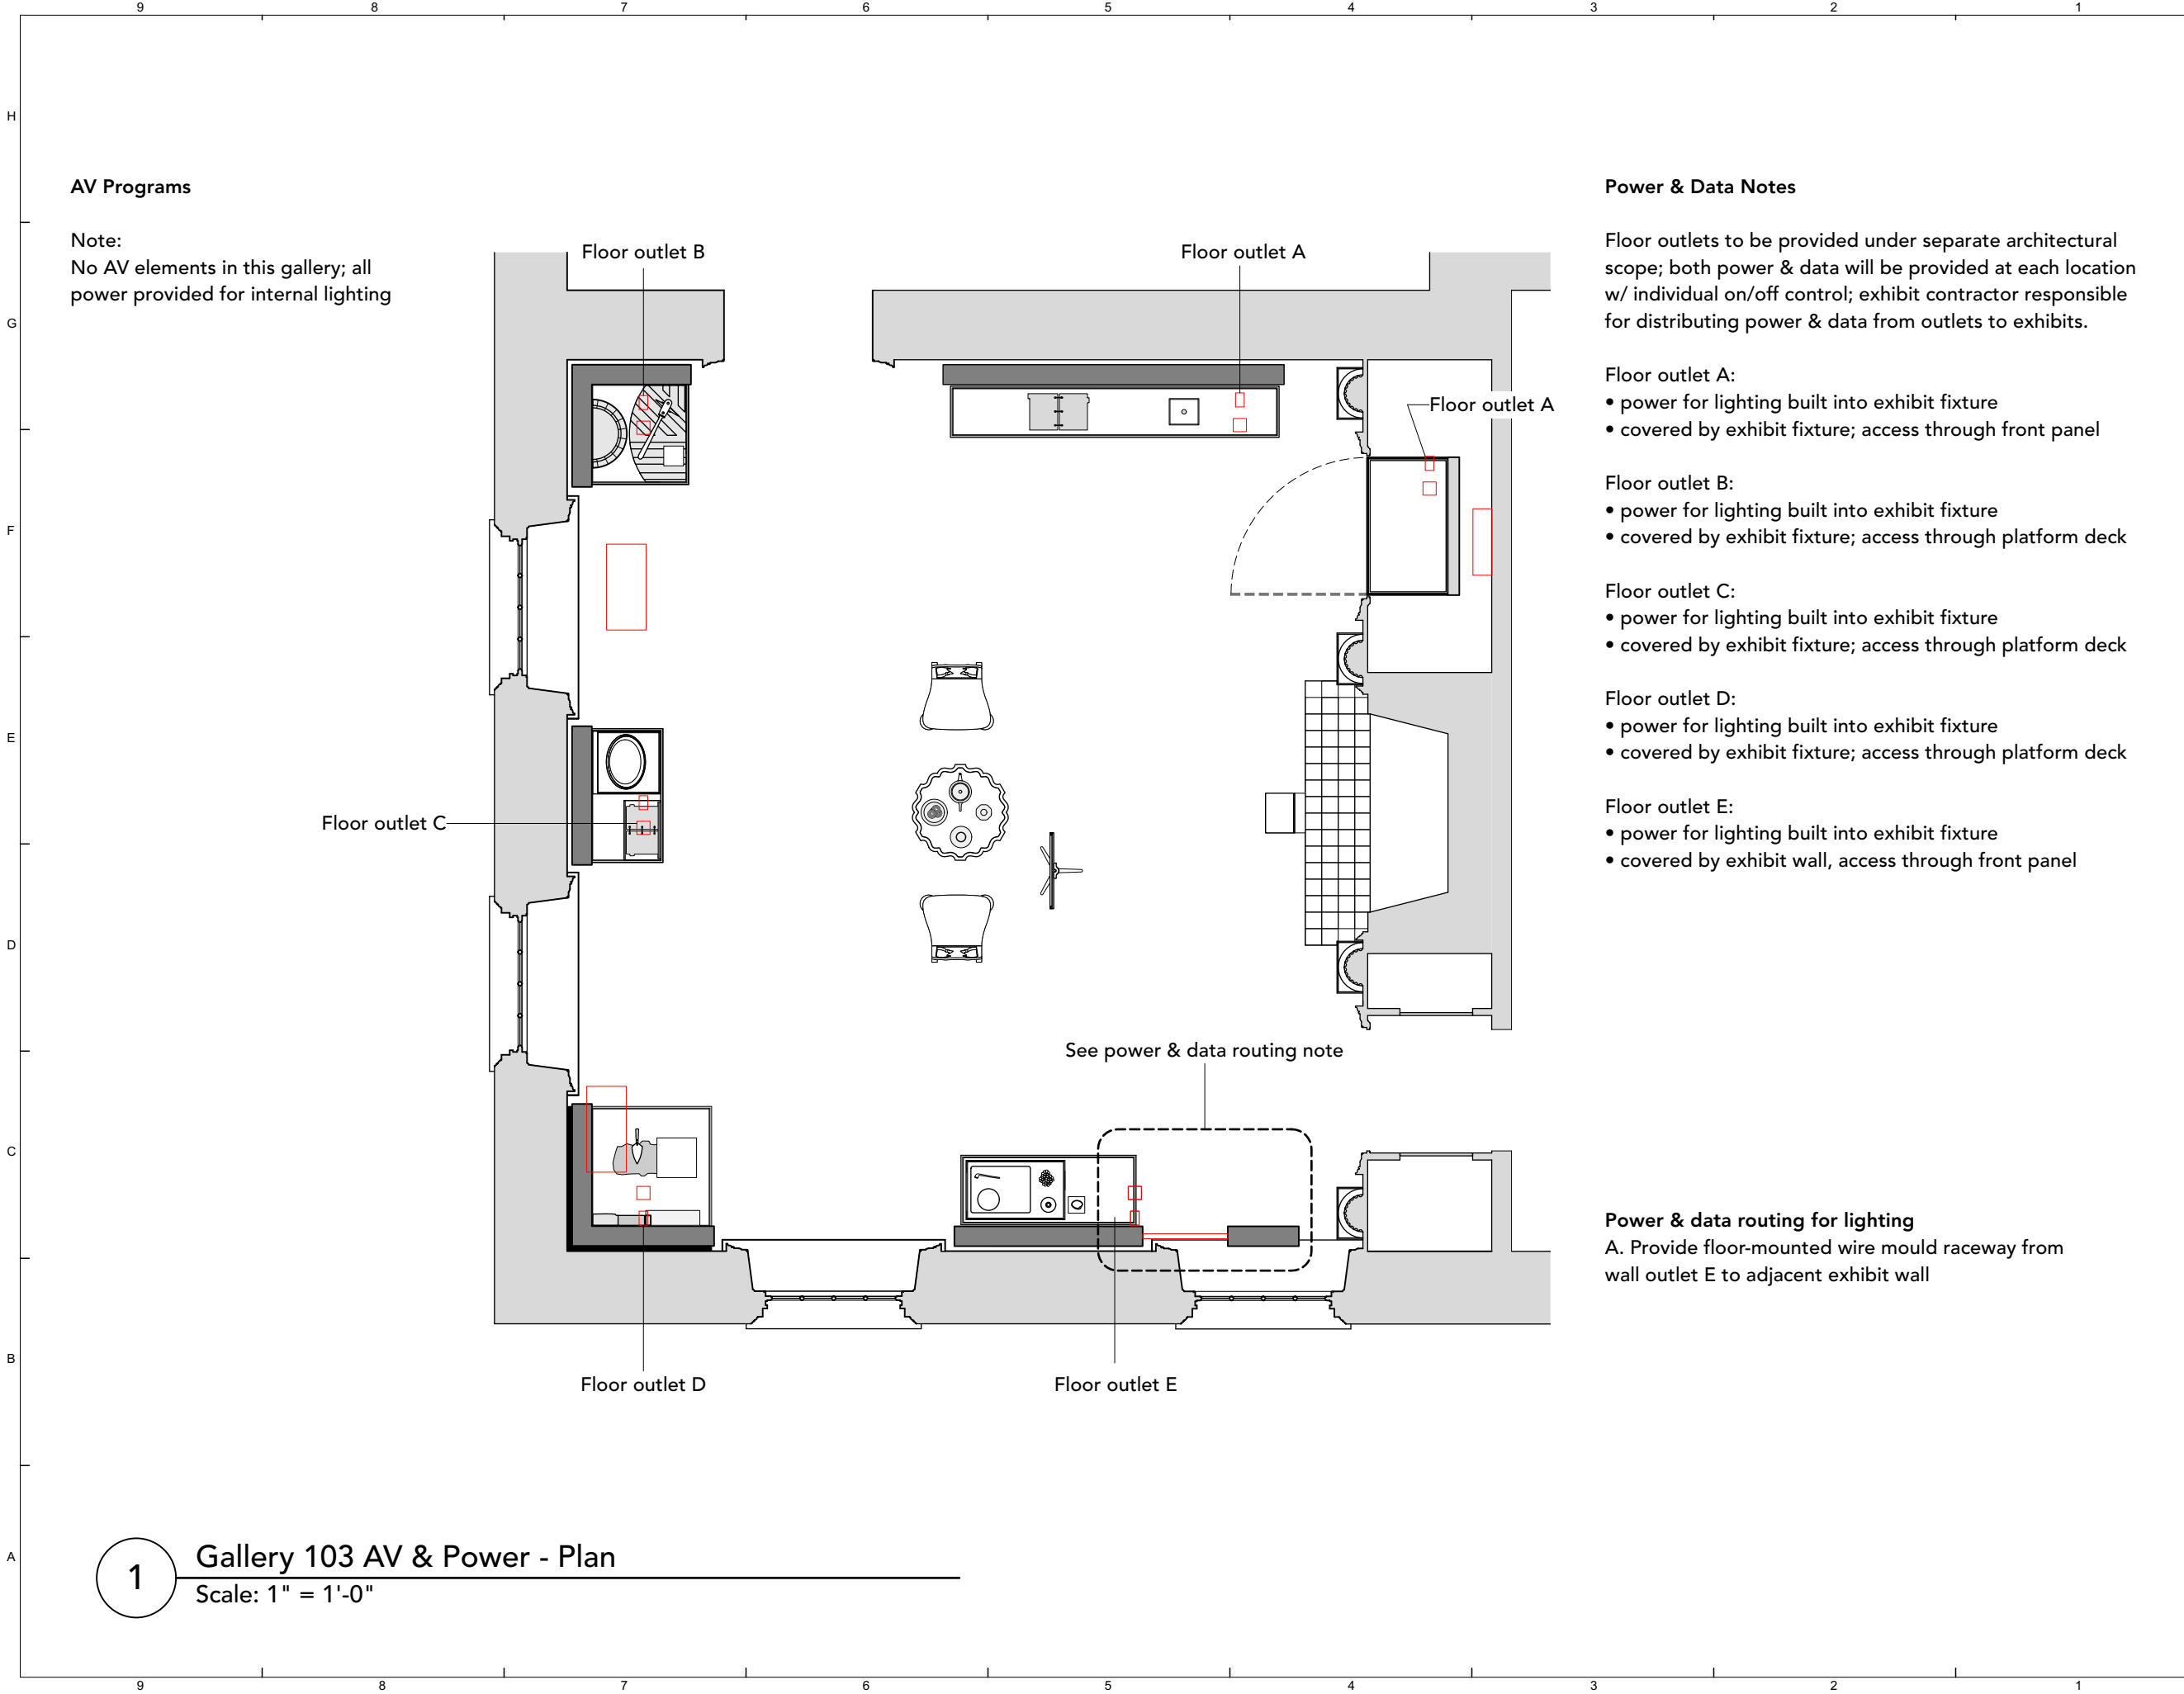 9 8 7 6 5 4 3 2 1
H
G
F
E
D
C
B
A
AV Programs
Note:
No AV elements in this gallery; all
power provided for internal lighting
Floor outlet B
Floor outlet A
Floor outlet A
Floor outlet C
See power & data routing note
Floor outlet D
Floor outlet E
Power & Data Notes
Floor outlets to be provided under separate architectural
scope; both power & data will be provided at each location
w/ individual on/off control; exhibit contractor responsible
for distributing power & data from outlets to exhibits.
Floor outlet A:
• power for lighting built into exhibit fixture
• covered by exhibit fixture; access through front panel
Floor outlet B:
• power for lighting built into exhibit fixture
• covered by exhibit fixture; access through platform deck
Floor outlet C:
• power for lighting built into exhibit fixture
• covered by exhibit fixture; access through platform deck
Floor outlet D:
• power for lighting built into exhibit fixture
• covered by exhibit fixture; access through platform deck
Floor outlet E:
• power for lighting built into exhibit fixture
• covered by exhibit wall, access through front panel
Power & data routing for lighting
A. Provide floor-mounted wire mould raceway from
wall outlet E to adjacent exhibit wall
1
Gallery 103 AV & Power - Plan
Scale: 1" = 1'-0"
9 8 7 6 5 4 3 2 1